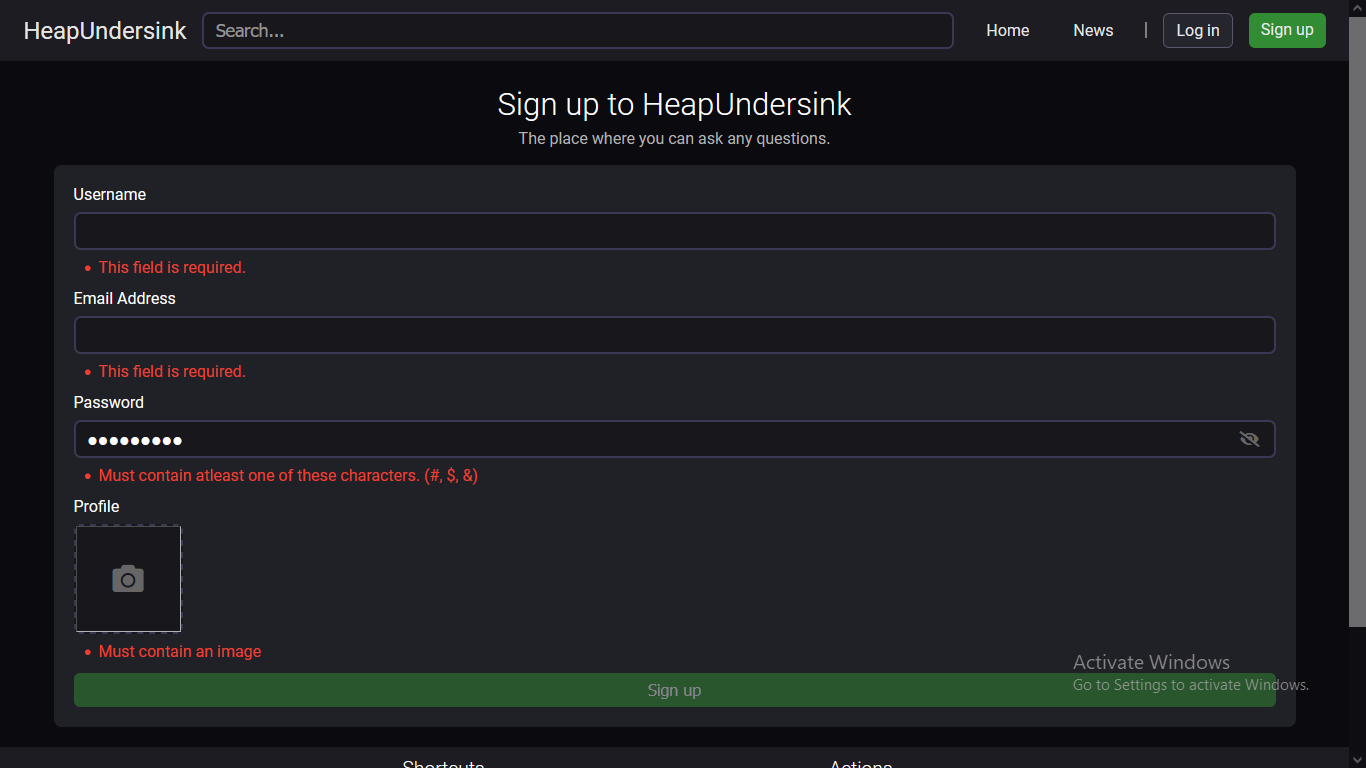 HeapUndersink Search... Home News | Log in Sign up
Sign up to HeapUndersink
The place where you can ask any questions.
Username
• This field is required.
Email Address
• This field is required.
Password
•••••••••
• Must contain atleast one of these characters. (#, $, &)
Profile
• Must contain an image
Activate Windows
Go to Settings to activate Windows.
Sign up
Shortcuts Actions